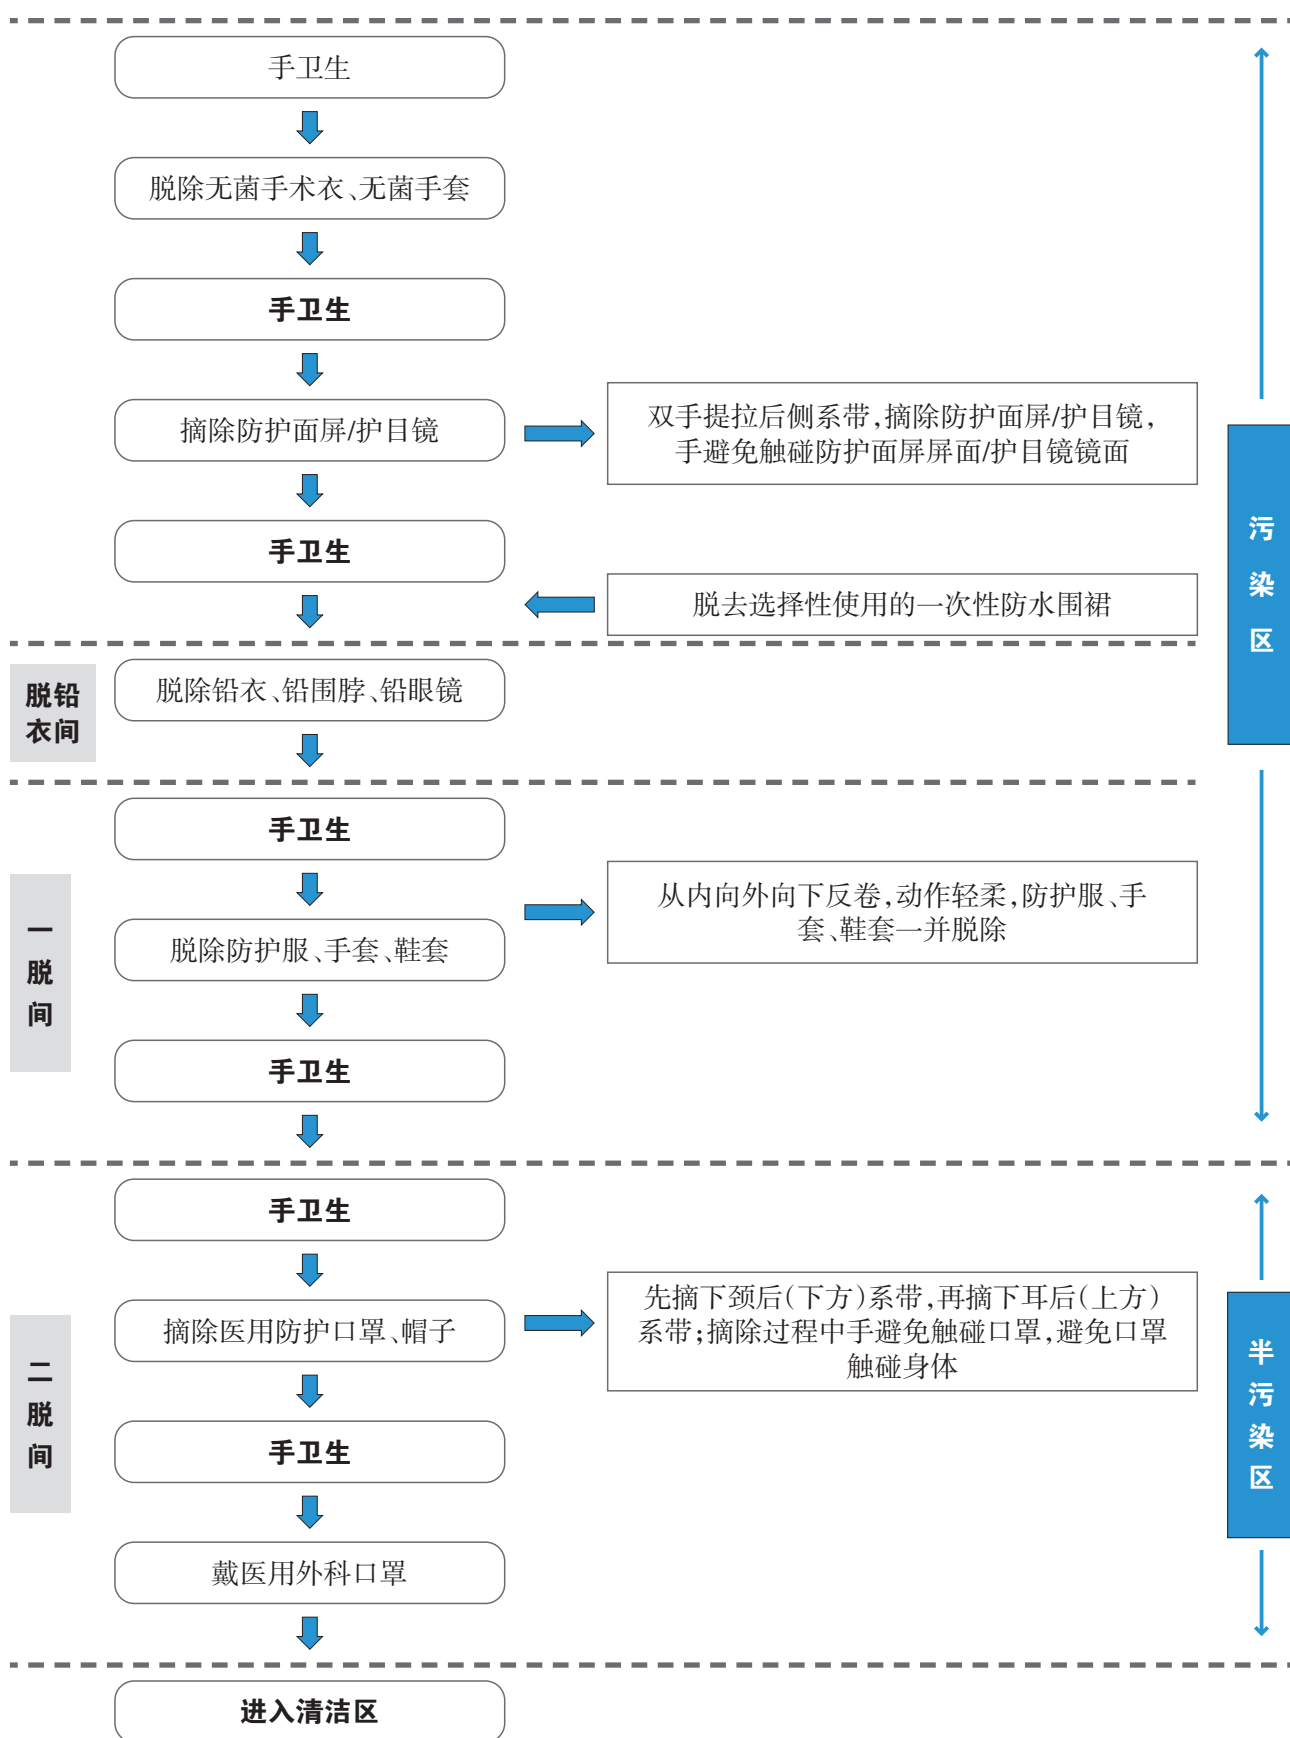 手卫生
脱除无菌手术衣、无菌手套
手卫生
摘除防护面屏/护目镜
双手提拉后侧系带,摘除防护面屏/护目镜,
手避免触碰防护面屏屏面/护目镜镜面
手卫生
脱去选择性使用的一次性防水围裙
污染区
脱铅
衣间
脱除铅衣、铅围脖、铅眼镜
一脱间
手卫生
脱除防护服、手套、鞋套
从内向外向下反卷,动作轻柔,防护服、手
套、鞋套一并脱除
手卫生
二脱间
手卫生
摘除医用防护口罩、帽子
先摘下颈后(下方)系带,再摘下耳后(上方)
系带;摘除过程中手避免触碰口罩,避免口罩
触碰身体
半污染区
手卫生
戴医用外科口罩
进入清洁区